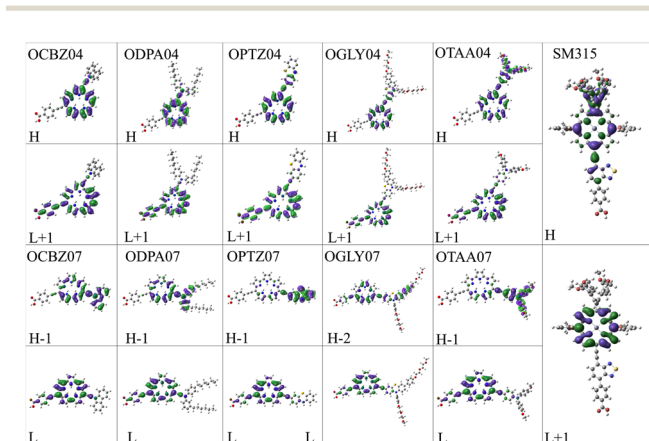 OCBZ04 ODPA04 OPTZ04 OGLY04 OTAA04 SM315
H H H H H
L+1 L+1 L+1 L+1 L+1 H
OCBZ07 ODPA07 OPTZ07 OGLY07 OTAA07
H-1 H-1 H-1 H-2 H-1
L L L L L L+1